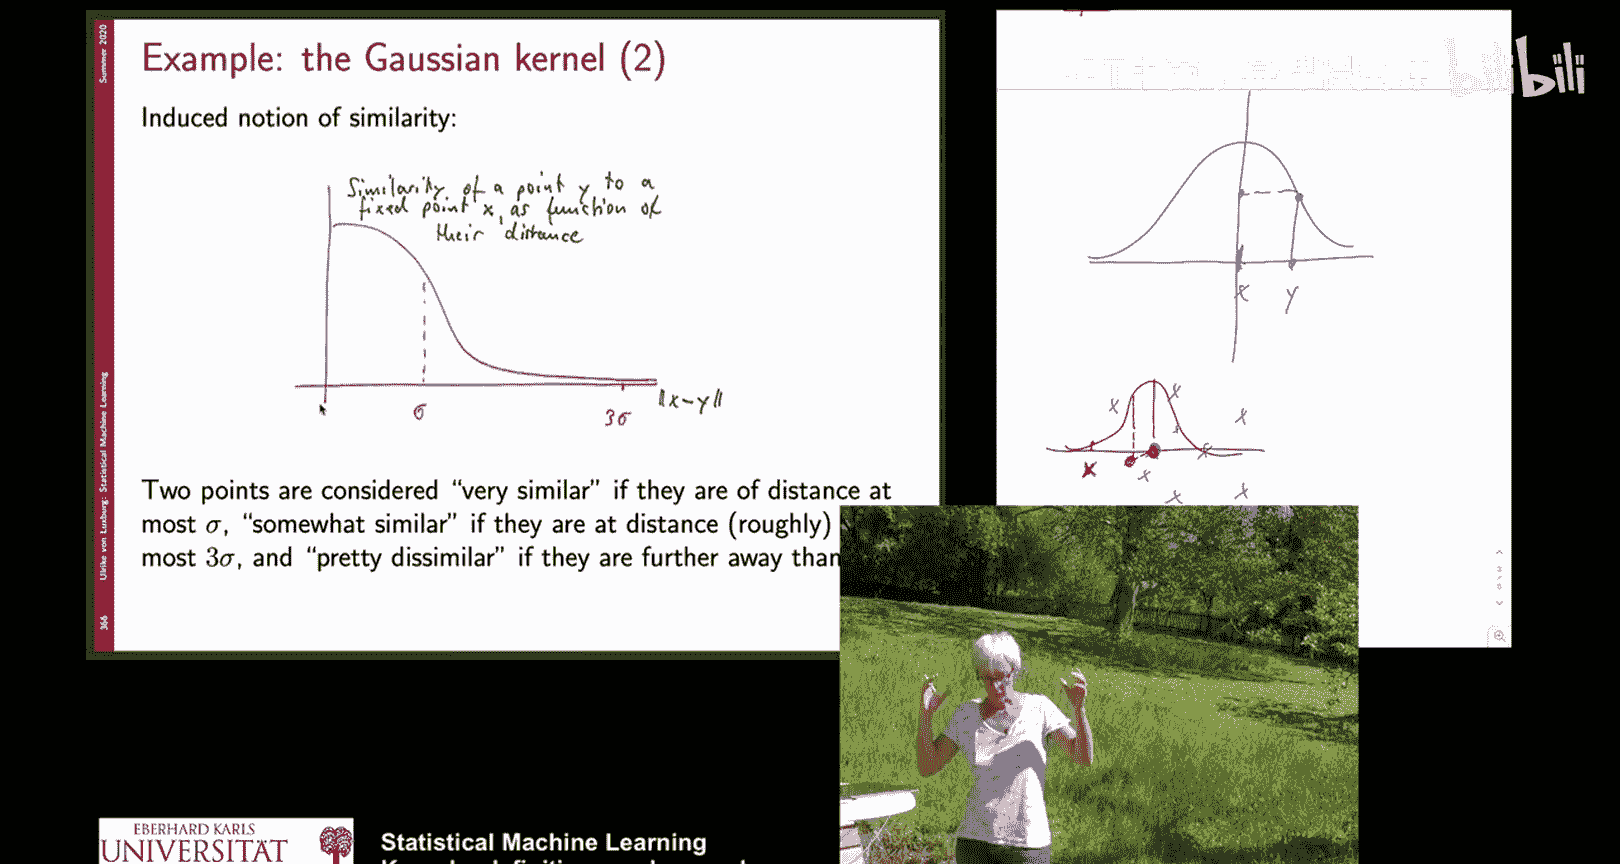 Summer 2020
Ulrike von Luxburg: Statistical Machine Learning
366
Example: the Gaussian kernel (2)
Induced notion of similarity:
Similarity of a point y to a
fixed point x, as function of
their distance
σ
3σ
||x-y||
Two points are considered “very similar” if they are of distance at
most σ, “somewhat similar” if they are at distance (roughly)
most 3σ, and “pretty dissimilar” if they are further away than
bilibili
x
y
x
x
x
x
x
x
x
x
x
EBERHARD KARLS
UNIVERSITÄT
Statistical Machine Learning